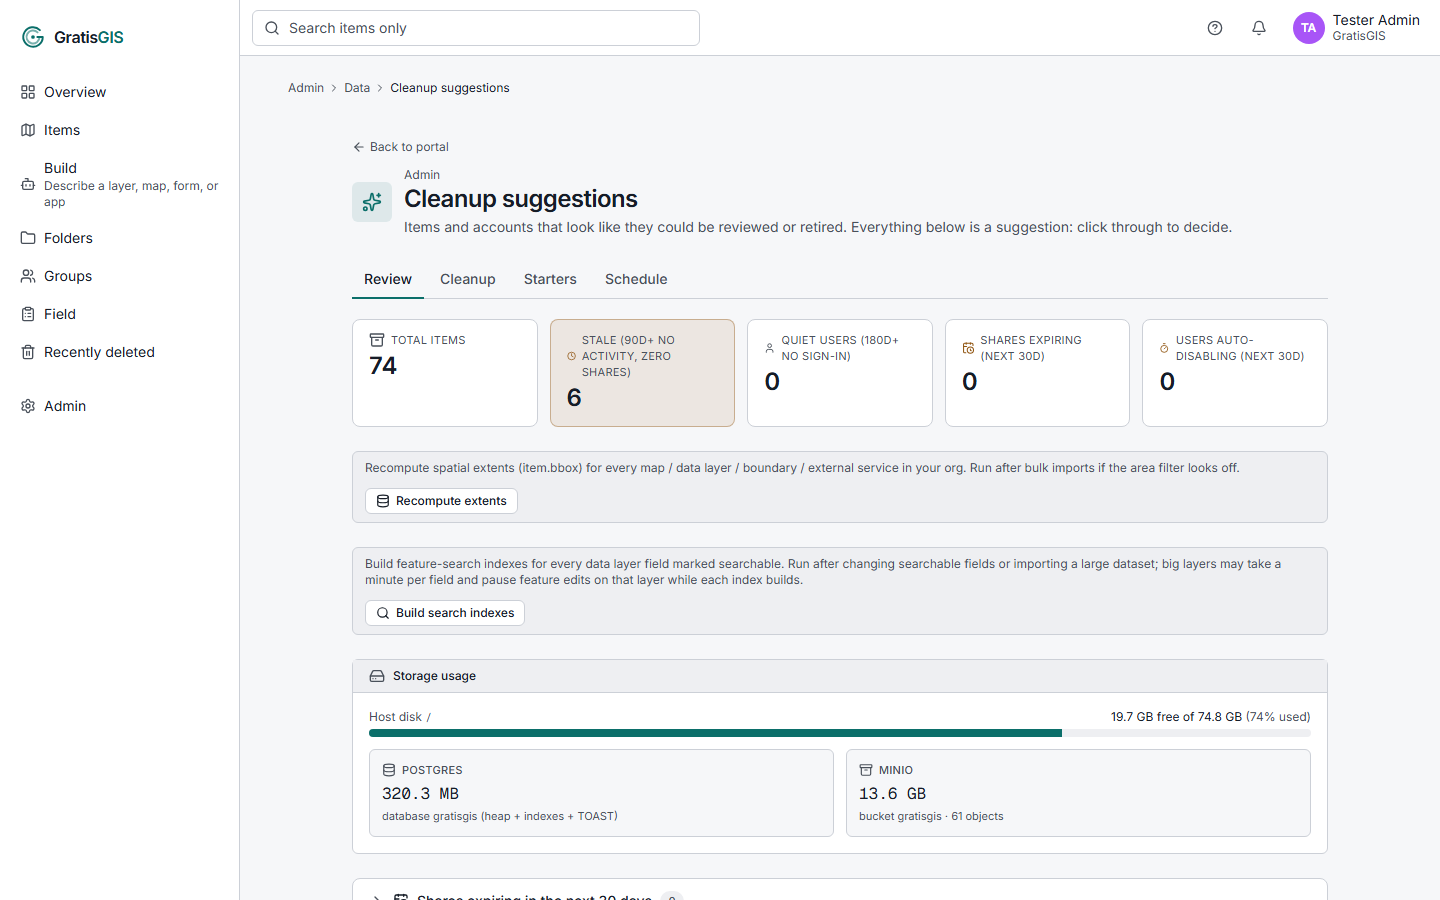 GratisGIS
Search items only
TA
Tester Admin
GratisGIS
Overview
Items
Build
Describe a layer, map, form, or
app
Folders
Groups
Field
Recently deleted
Admin
Admin > Data > Cleanup suggestions
Back to portal
Admin
Cleanup suggestions
Items and accounts that look like they could be reviewed or retired. Everything below is a suggestion: click through to decide.
Review
Cleanup
Starters
Schedule
TOTAL ITEMS
74
STALE (90D+ NO
ACTIVITY, ZERO
SHARES)
6
QUIET USERS (180D+
NO SIGN-IN)
0
SHARES EXPIRING
(NEXT 30D)
0
USERS AUTO-
DISABLING (NEXT 30D)
0
Recompute spatial extents (item.bbox) for every map / data layer / boundary / external service in your org. Run after bulk imports if the area filter looks off.
Recompute extents
Build feature-search indexes for every data layer field marked searchable. Run after changing searchable fields or importing a large dataset; big layers may take a
minute per field and pause feature edits on that layer while each index builds.
Build search indexes
Storage usage
Host disk /
19.7 GB free of 74.8 GB (74% used)
POSTGRES
320.3 MB
database gratisgis (heap + indexes + TOAST)
MINIO
13.6 GB
bucket gratisgis · 61 objects
Shares expiring in the next 30 days
0